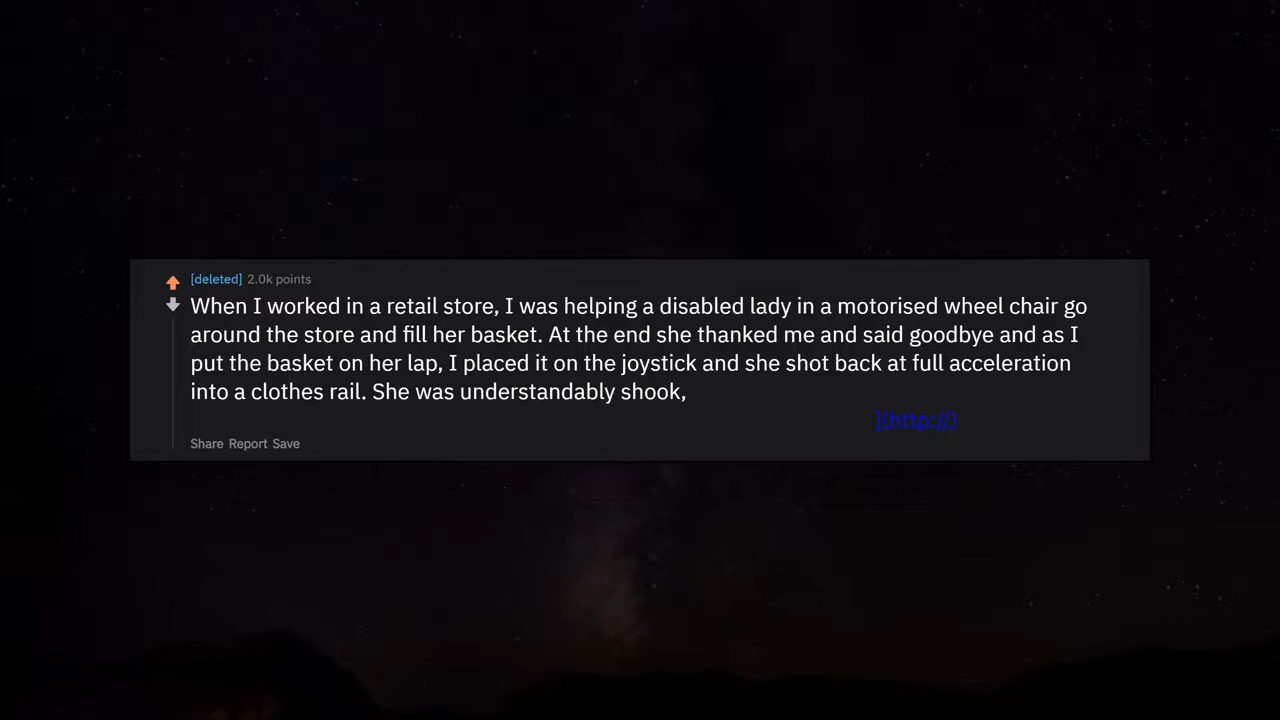 [deleted] 2.0k points
When I worked in a retail store, I was helping a disabled lady in a motorised wheel chair go
around the store and fill her basket. At the end she thanked me and said goodbye and as I
put the basket on her lap, I placed it on the joystick and she shot back at full acceleration
into a clothes rail. She was understandably shook,
](http://)
Share Report Save